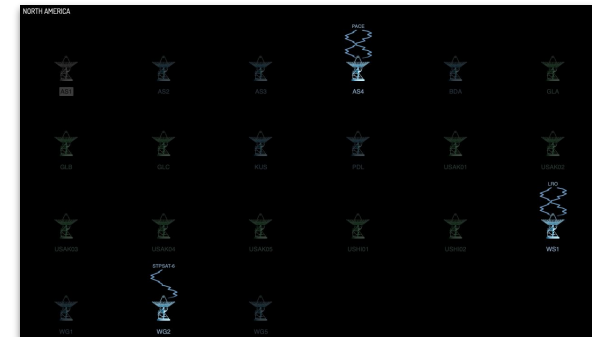 NORTH AMERICA
PACE
AS1 AS2 AS3 AS4 BDA GLA
GLB GLC KU3 PDL USAK01 USAK02
LRO
USAK03 USAK04 USAK05 USHI01 USHI02 WS1
STPSAT-6
WG1 WG2 WG3